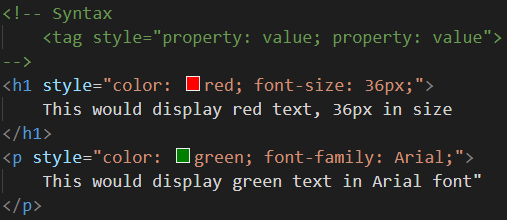 <!-- Syntax
    <tag style="property: value; property: value">
-->
<h1 style="color: red; font-size: 36px;">
    This would display red text, 36px in size
</h1>
<p style="color: green; font-family: Arial;">
    This would display green text in Arial font"
</p>